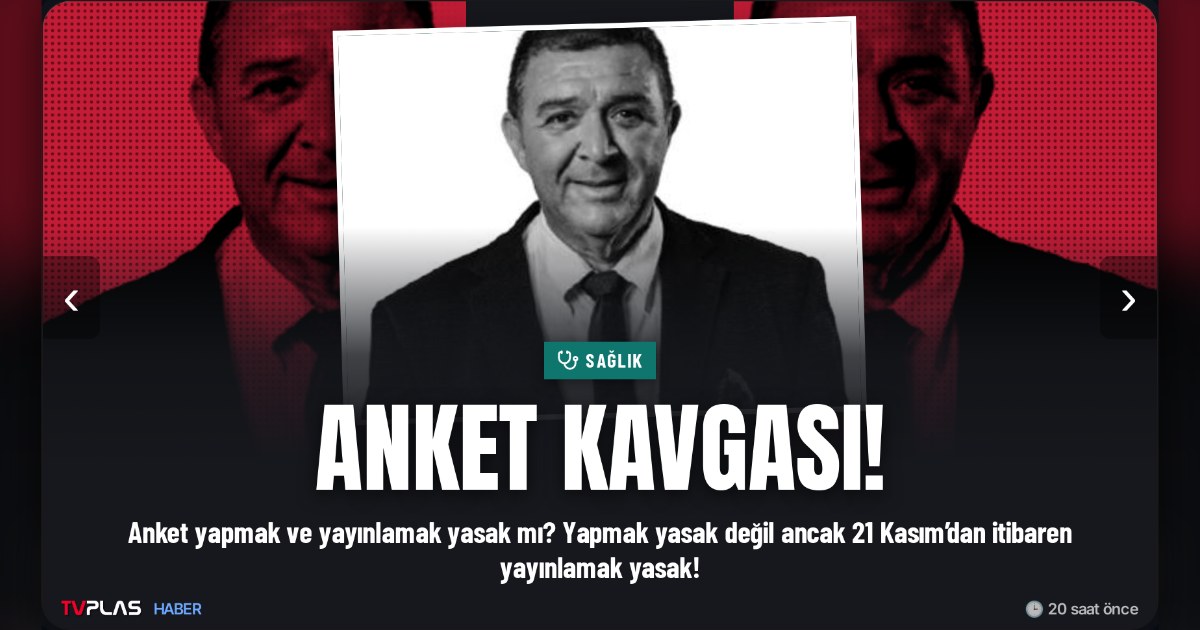 SAĞLIK
ANKET KAVGASI!
Anket yapmak ve yayınlamak yasak mı? Yapmak yasak değil ancak 21 Kasım'dan itibaren
yayınlamak yasak!
TVPLAS HABER
20 saat önce